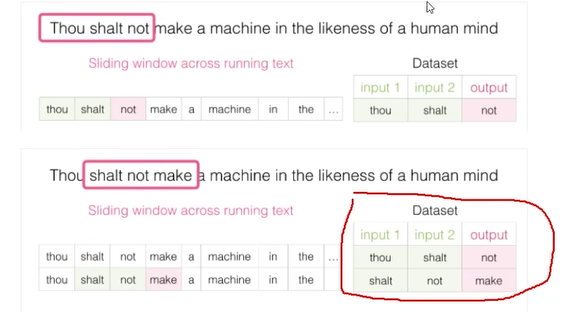 Thou shalt not make a machine in the likeness of a human mind
Sliding window across running text
Dataset
input 1 input 2 output
thou shalt not make a machine in the ...
thou shalt not
Thou shalt not make a machine in the likeness of a human mind
Sliding window across running text
Dataset
input 1 input 2 output
thou shalt not make a machine in the ...
thou shalt not
thou shalt not make a machine in the
shalt not make